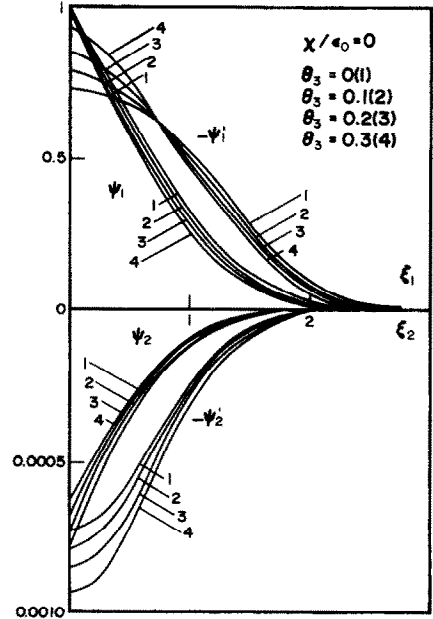 1
4
3
2
1
χ/ϵ₀ = 0
θ₃ = 0(1)
θ₃ = 0.1(2)
θ₃ = 0.2(3)
θ₃ = 0.3(4)
0.5
-ψ₁'
ψ₁
1
2
3
4
1
2
3
4
ξ₁
0
1
2
ξ₂
ψ₂
1
2
3
4
-ψ₂'
0.0005
1
2
3
4
0.0010